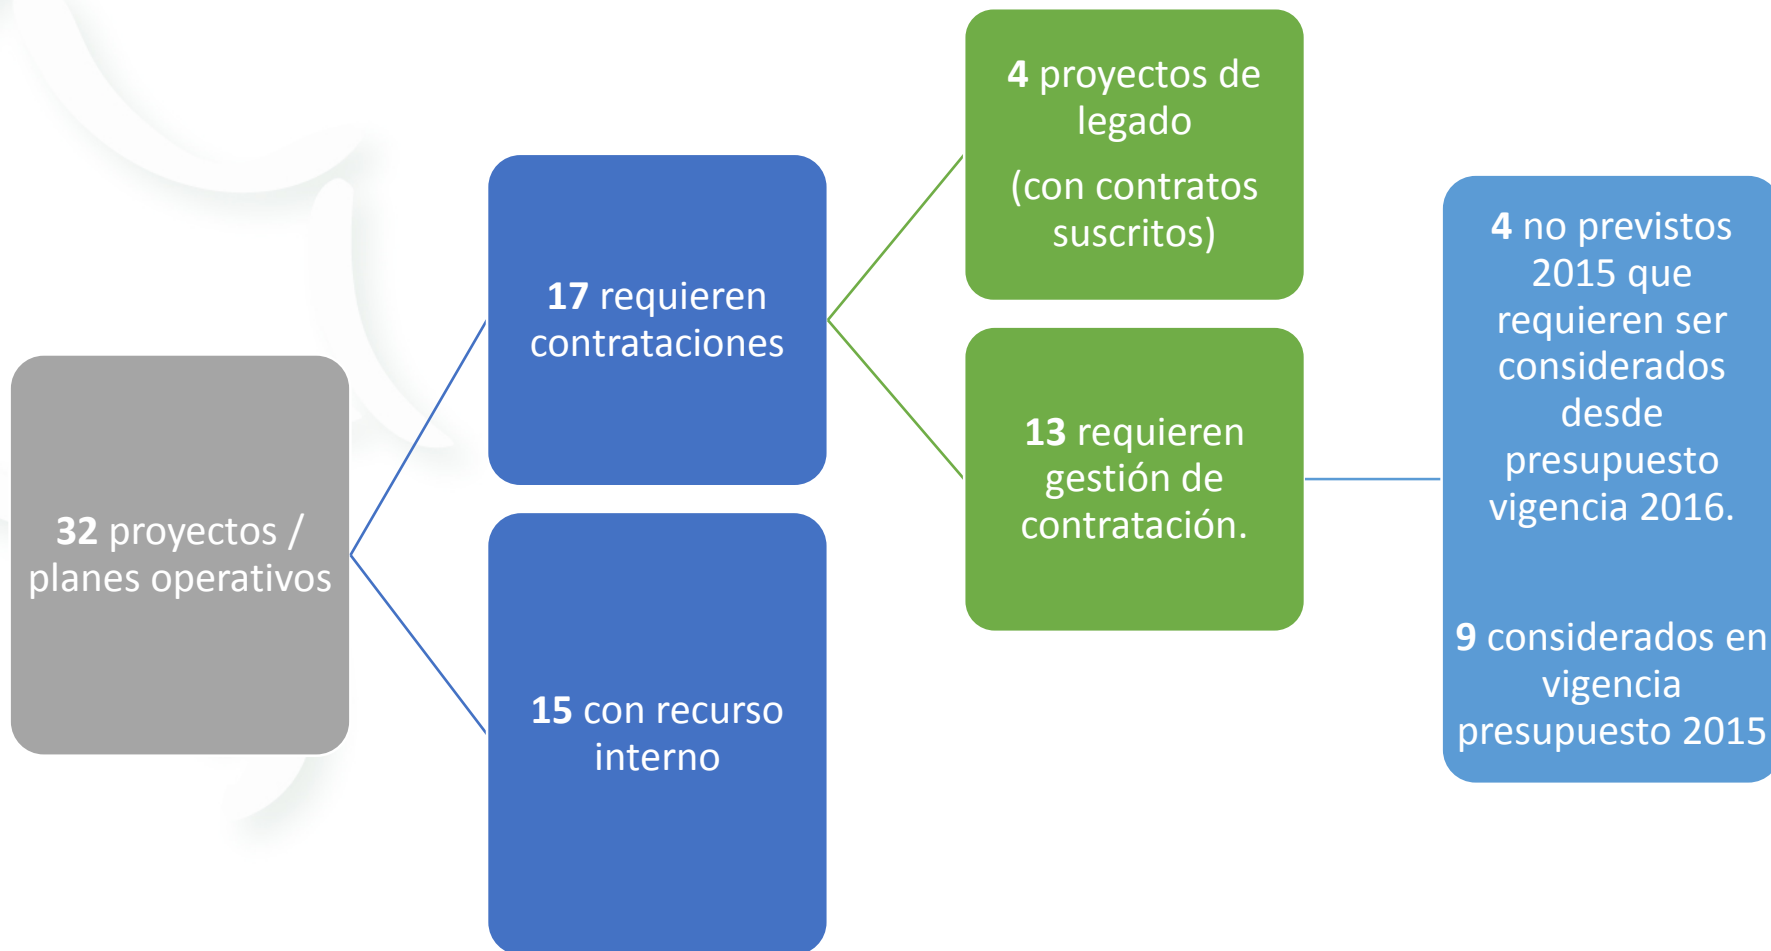 32 proyectos /
planes operativos
17 requieren
contrataciones
15 con recurso
interno
4 proyectos de
legado
(con contratos
suscritos)
13 requieren
gestión de
contratación.
4 no previstos
2015 que
requieren ser
considerados
desde
presupuesto
vigencia 2016.
9 considerados en
vigencia
presupuesto 2015